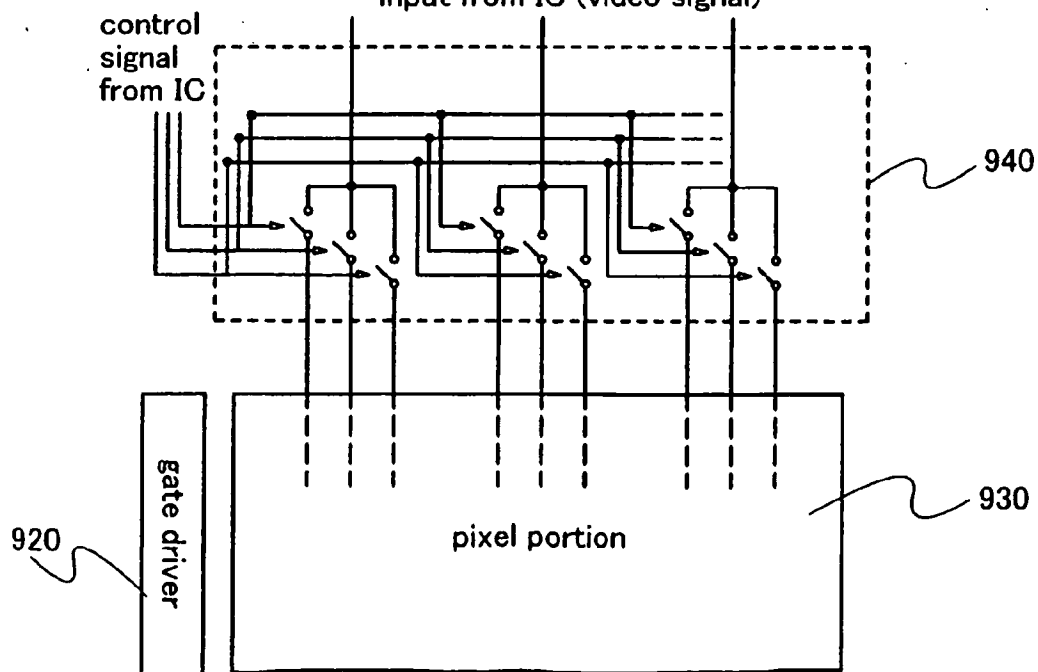 input from IC (video signal)
control
signal
from IC
940
gate driver
920
pixel portion
930